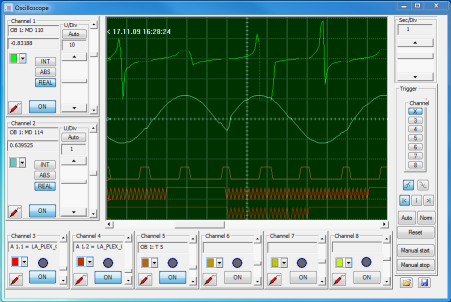 Oscilloscope
Channel 1
OB 1: MD 110
-0.83188
INT
ABS
REAL
ON
U/Div
Auto
10
17.11.09 16:28:24
Sec/Div
1
Channel 2
OB 1: MD 114
0.639525
INT
ABS
REAL
ON
U/Div
Auto
1
Trigger
Channel
X
3
4
5
6
7
8
Auto
Norm
Reset
Manual start
Manual stop
Channel 3
A 1.1 = LA_PLEX_(
ON
Channel 4
A 1.2 = LA_PLEX_(
ON
Channel 5
OB 1: T 5
ON
Channel 6
ON
Channel 7
ON
Channel 8
ON